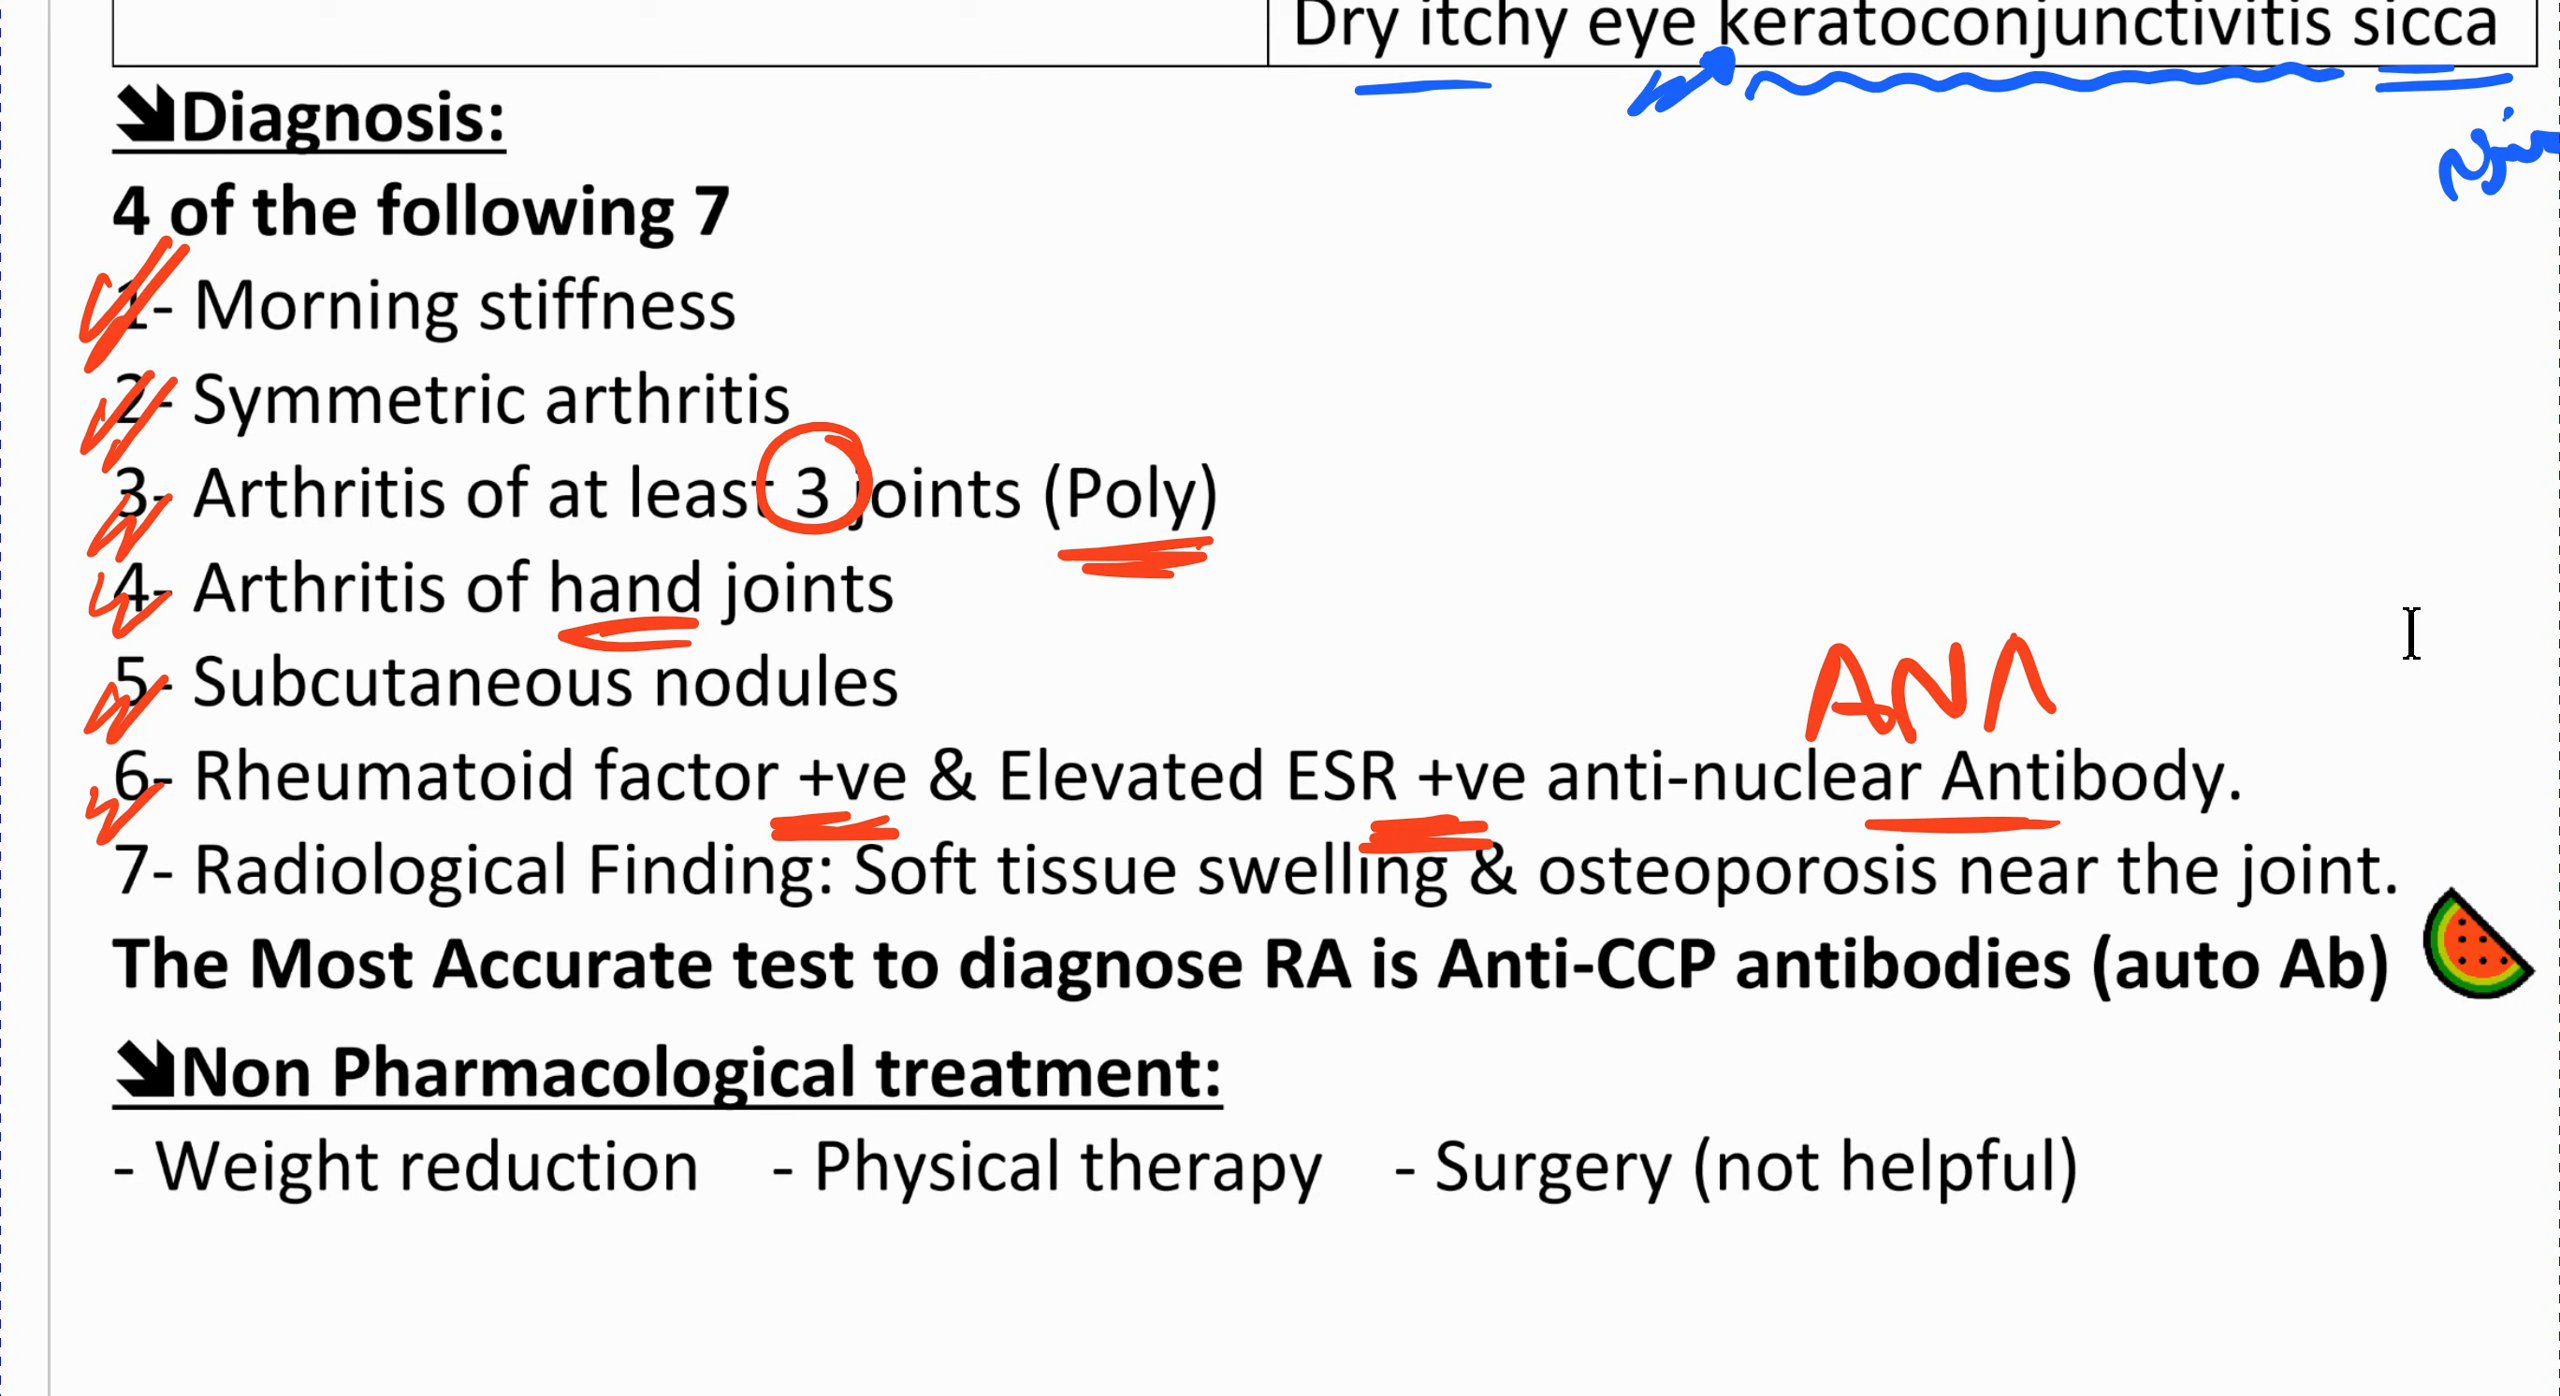 Dry itchy eye keratoconjunctivitis sicca
Diagnosis:
4 of the following 7
1- Morning stiffness
2- Symmetric arthritis
3- Arthritis of at least 3 joints (Poly)
4- Arthritis of hand joints
5- Subcutaneous nodules
ANA
6- Rheumatoid factor +ve & Elevated ESR +ve anti-nuclear Antibody.
7- Radiological Finding: Soft tissue swelling & osteoporosis near the joint.
The Most Accurate test to diagnose RA is Anti-CCP antibodies (auto Ab)
Non Pharmacological treatment:
- Weight reduction - Physical therapy - Surgery (not helpful)